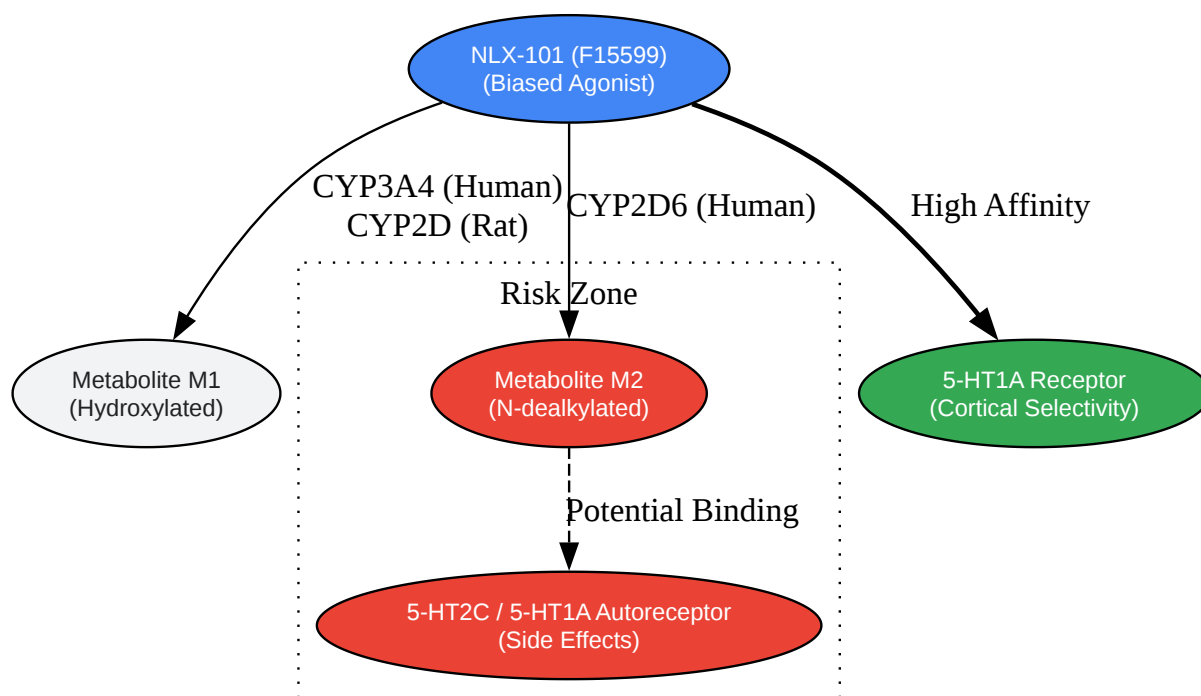 NLX-101 (F15599)
(Biased Agonist)
CYP3A4 (Human)
CYP2D (Rat)
CYP2D6 (Human)
High Affinity
Risk Zone
Metabolite M1
(Hydroxylated)
Metabolite M2
(N-dealkylated)
5-HT1A Receptor
(Cortical Selectivity)
Potential Binding
5-HT2C / 5-HT1A Autoreceptor
(Side Effects)